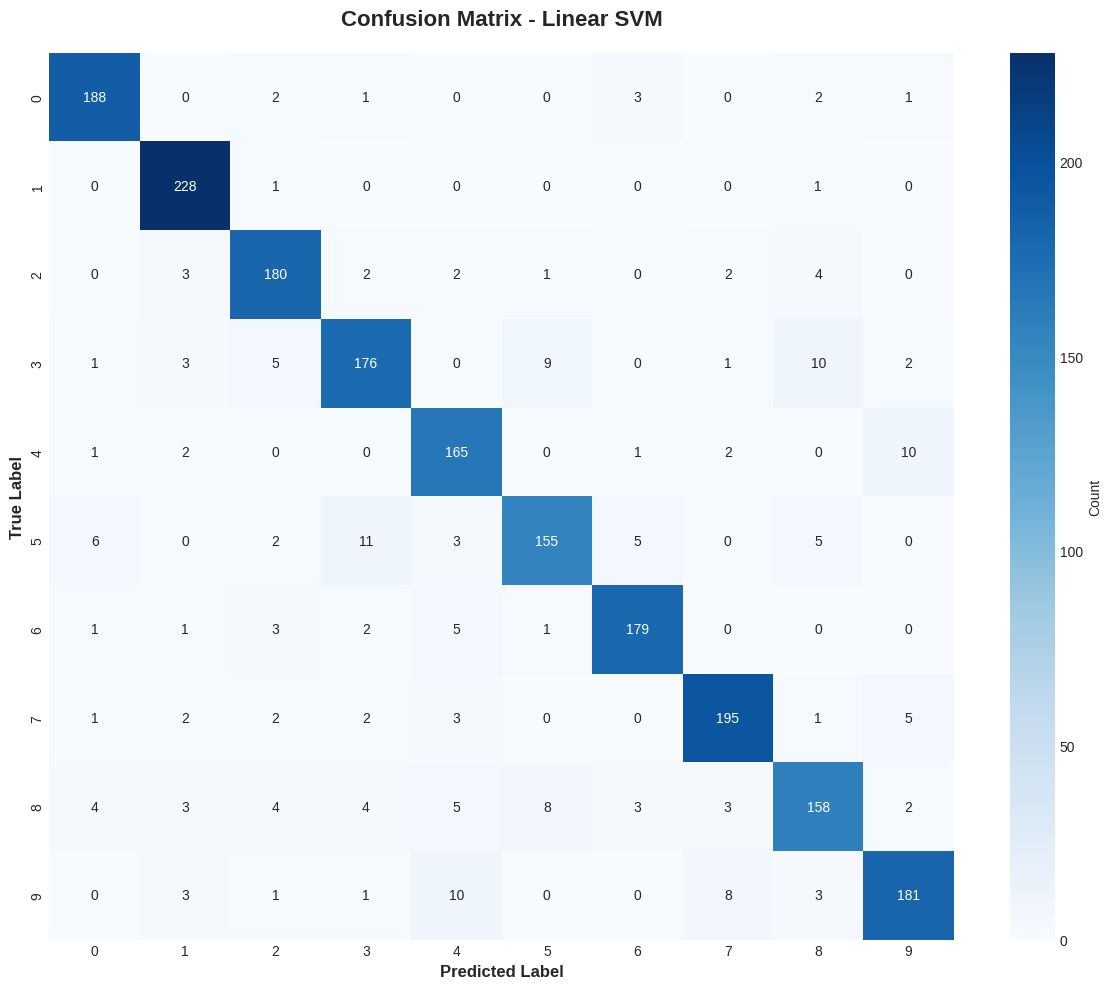 Confusion Matrix - Linear SVM
0 188 0 2 1 0 0 3 0 2 1
1 0 228 1 0 0 0 0 0 1 0
2 0 3 180 2 2 1 0 2 4 0
3 1 3 5 176 0 9 0 1 10 2
4 1 2 0 0 165 0 1 2 0 10
5 6 0 2 11 3 155 5 0 5 0
6 1 1 3 2 5 1 179 0 0 0
7 1 2 2 2 3 0 0 195 1 5
8 4 3 4 4 5 8 3 3 158 2
9 0 3 1 1 10 0 0 8 3 181
0 1 2 3 4 5 6 7 8 9
Predicted Label
True Label
200
150
100
50
0
Count